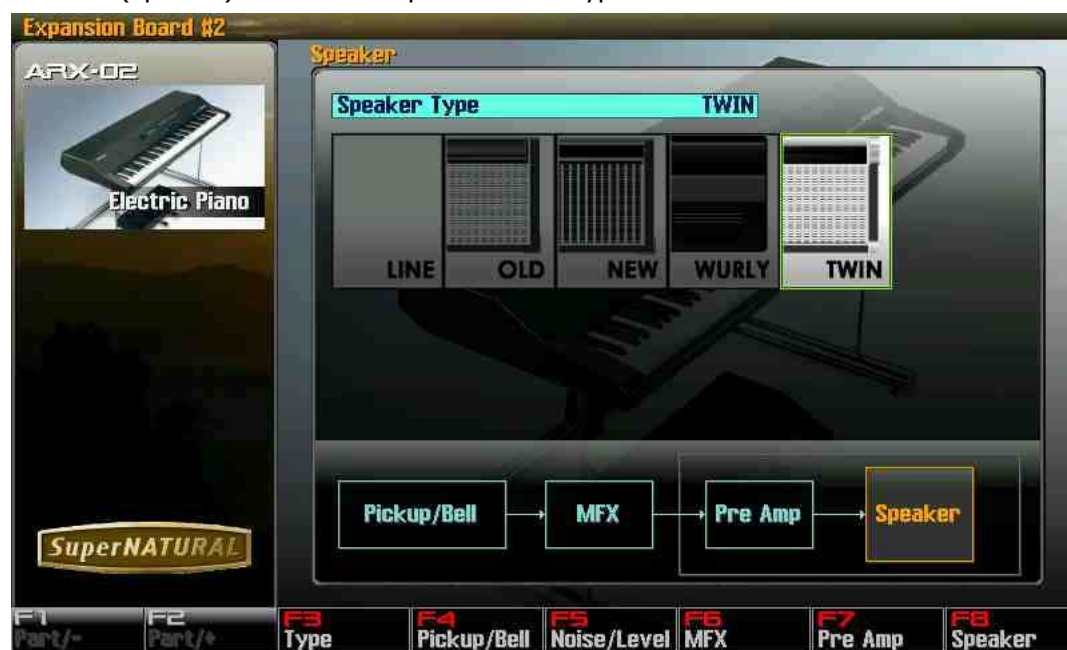 Expansion Board #2
ARX-02
Electric Piano
SuperNATURAL
Speaker
Speaker Type TWIN
LINE OLD NEW WURLY TWIN
Pickup/Bell MFX Pre Amp Speaker
F1 F2 F3 F4 F5 F6 F7 F8
Part/- Part/+ Type Pickup/Bell Noise/Level MFX Pre Amp Speaker